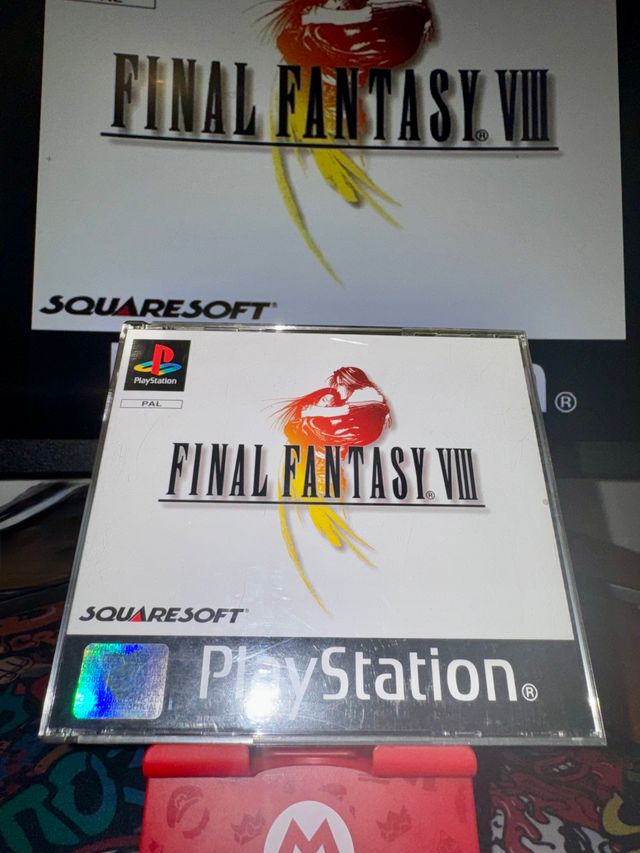 FINAL FANTASY® VIII
SQUARESOFT®
®
PlayStation
PAL
FINAL FANTASY® VIII
SQUARESOFT®
PlayStation®
M